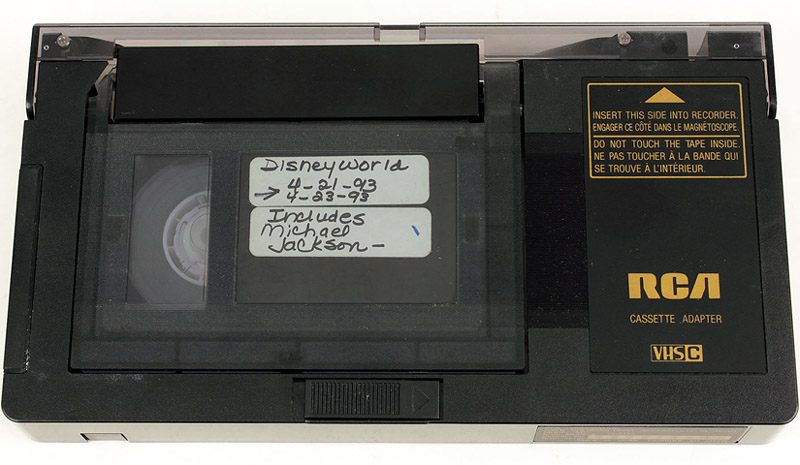 DisneyWorld
4-21-93
→ 4-23-93
Includes
Michael
Jackson-
INSERT THIS SIDE INTO RECORDER.
ENGAGER CE CÔTÉ DANS LE MAGNÉTOSCOPE.
DO NOT TOUCH THE TAPE INSIDE.
NE PAS TOUCHER À LA BANDE QUI
SE TROUVE À L'INTÉRIEUR.
RCA
CASSETTE ADAPTER
VHS C